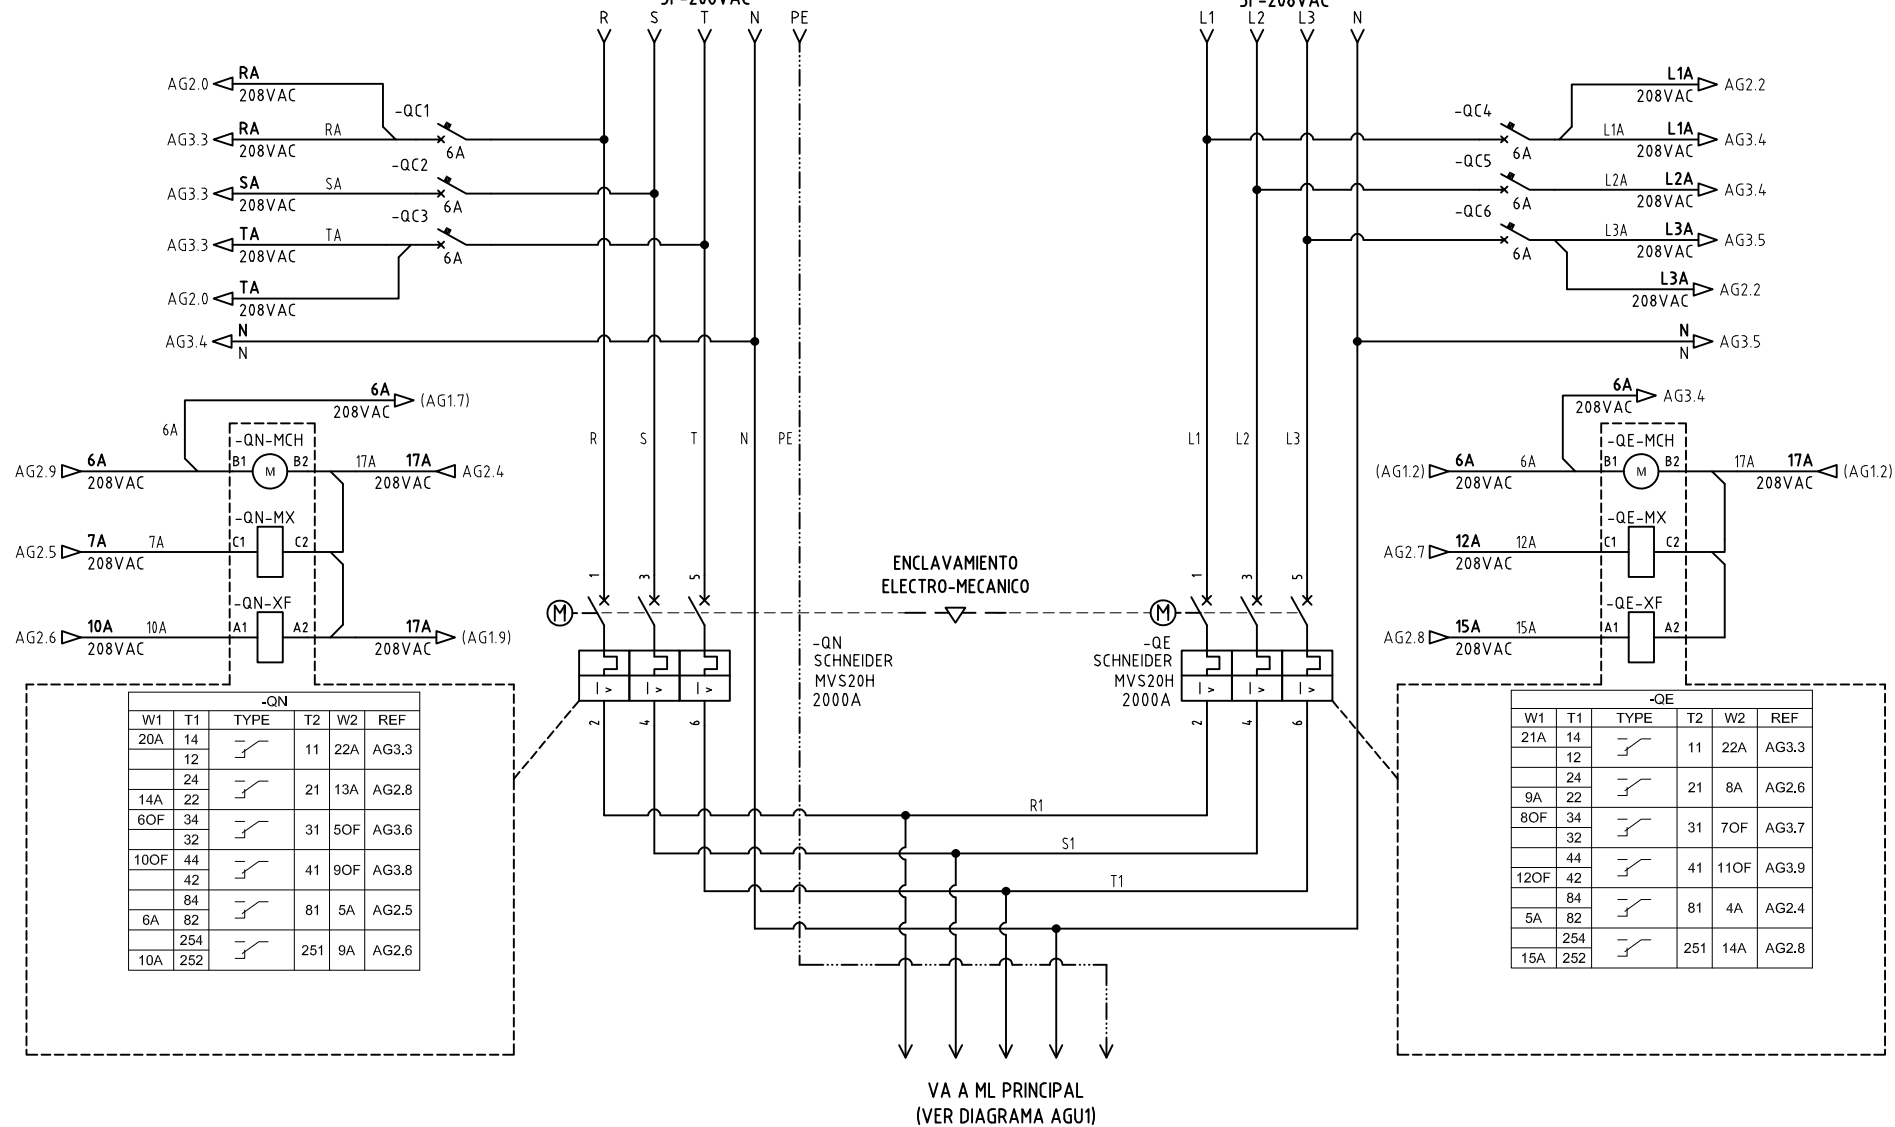 3F-208VAC
3F-208VAC
R S T N PE
L1 L2 L3 N
AG2.0 RA
208VAC
-QC1
AG3.3 RA RA
208VAC 6A
-QC2
AG3.3 SA SA
208VAC 6A
-QC3
AG3.3 TA TA
208VAC 6A
AG2.0 TA
208VAC
AG3.4 N
N
L1A AG2.2
208VAC
-QC4
L1A L1A AG3.4
6A 208VAC
-QC5
L2A L2A AG3.4
6A 208VAC
-QC6
L3A L3A AG3.5
6A 208VAC
L3A AG2.2
208VAC
N AG3.5
N
6A (AG1.7)
208VAC
6A
-QN-MCH
AG2.9 6A B1 M B2 17A 17A AG2.4
208VAC 208VAC
-QN-MX
AG2.5 7A 7A C1 C2
208VAC
-QN-XF
AG2.6 10A 10A A1 A2 17A (AG1.9)
208VAC 208VAC
R S T N PE
L1 L2 L3
6A AG3.4
208VAC
-QE-MCH
(AG1.2) 6A 6A B1 M B2 17A 17A (AG1.2)
208VAC 208VAC
-QE-MX
AG2.7 12A 12A C1 C2
208VAC
-QE-XF
AG2.8 15A 15A A1 A2
208VAC
ENCLAVAMIENTO
ELECTRO-MECANICO
1 3 5
M
1 3 5
M
I > I > I >
2 4 6
-QN
SCHNEIDER
MVS20H
2000A
-QE
SCHNEIDER
MVS20H
2000A
I > I > I >
2 4 6
-QN
W1 T1 TYPE T2 W2 REF
20A 14 11 22A AG3.3
12
24 21 13A AG2.8
14A 22
6OF 34 31 5OF AG3.6
32
10OF 44 41 9OF AG3.8
42
84 81 5A AG2.5
6A 82
254 251 9A AG2.6
10A 252
-QE
W1 T1 TYPE T2 W2 REF
21A 14 11 22A AG3.3
12
24 21 8A AG2.6
9A 22
8OF 34 31 7OF AG3.7
32
44 41 11OF AG3.9
12OF 42
84 81 4A AG2.4
5A 82
254 251 14A AG2.8
15A 252
R1
S1
T1
VA A ML PRINCIPAL
(VER DIAGRAMA AGU1)